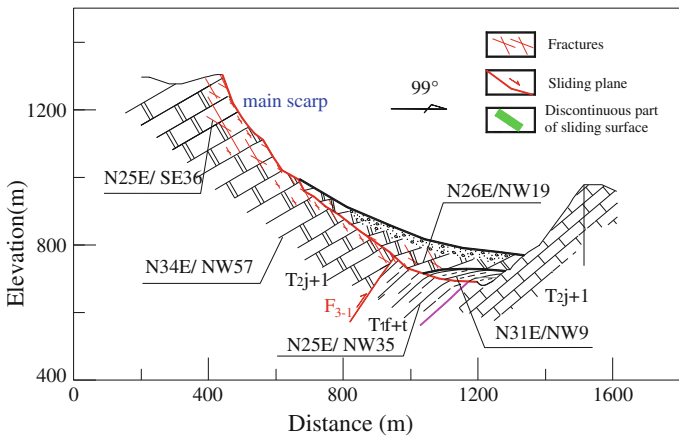 Fractures
99°
Sliding plane
1200
main scarp
Discontinuous part
of sliding surface
N25E/ SE36
N26E/NW19
Elevation(m)
800
N34E/ NW57
T2j+1
T2j+1
F3-1
T1f+t
N25E/ NW35
N31E/NW9
400
0
400
800
1200
1600
Distance (m)